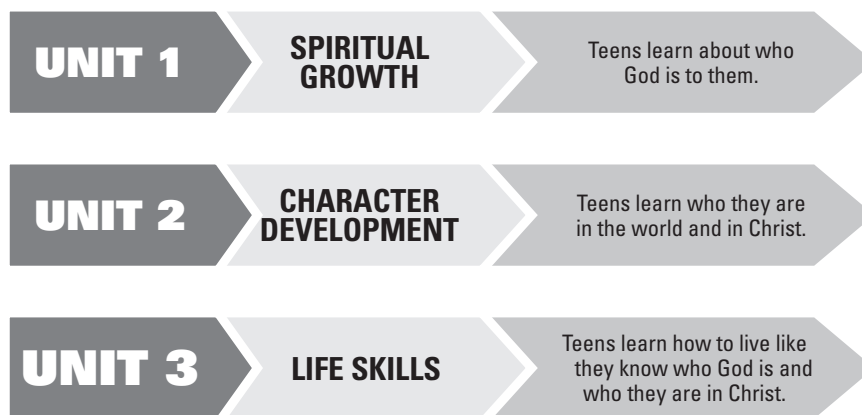 UNIT 1
SPIRITUAL
GROWTH
Teens learn about who
God is to them.
UNIT 2
CHARACTER
DEVELOPMENT
Teens learn who they are
in the world and in Christ.
UNIT 3
LIFE SKILLS
Teens learn how to live like
they know who God is and
who they are in Christ.